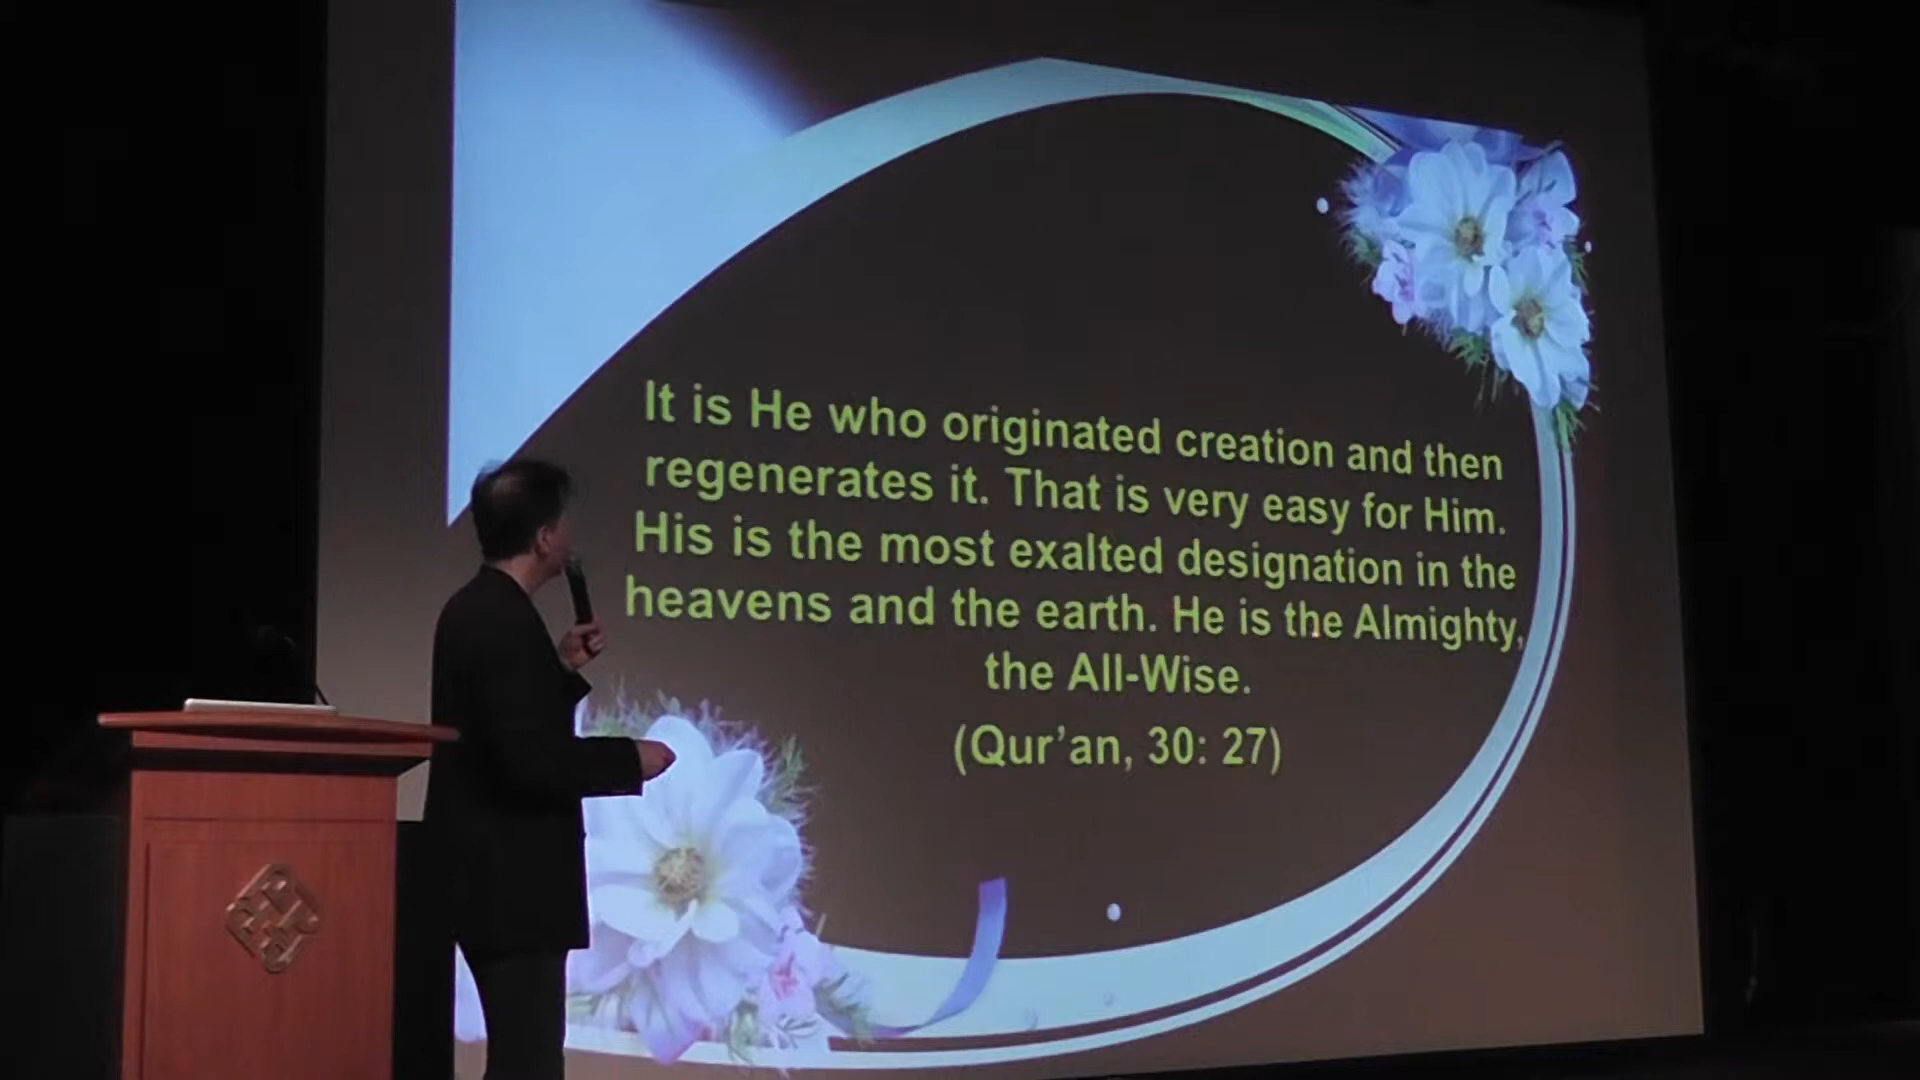 It is He who originated creation and then
regenerates it. That is very easy for Him.
His is the most exalted designation in the
heavens and the earth. He is the Almighty,
the All-Wise.
(Qur’an, 30: 27)